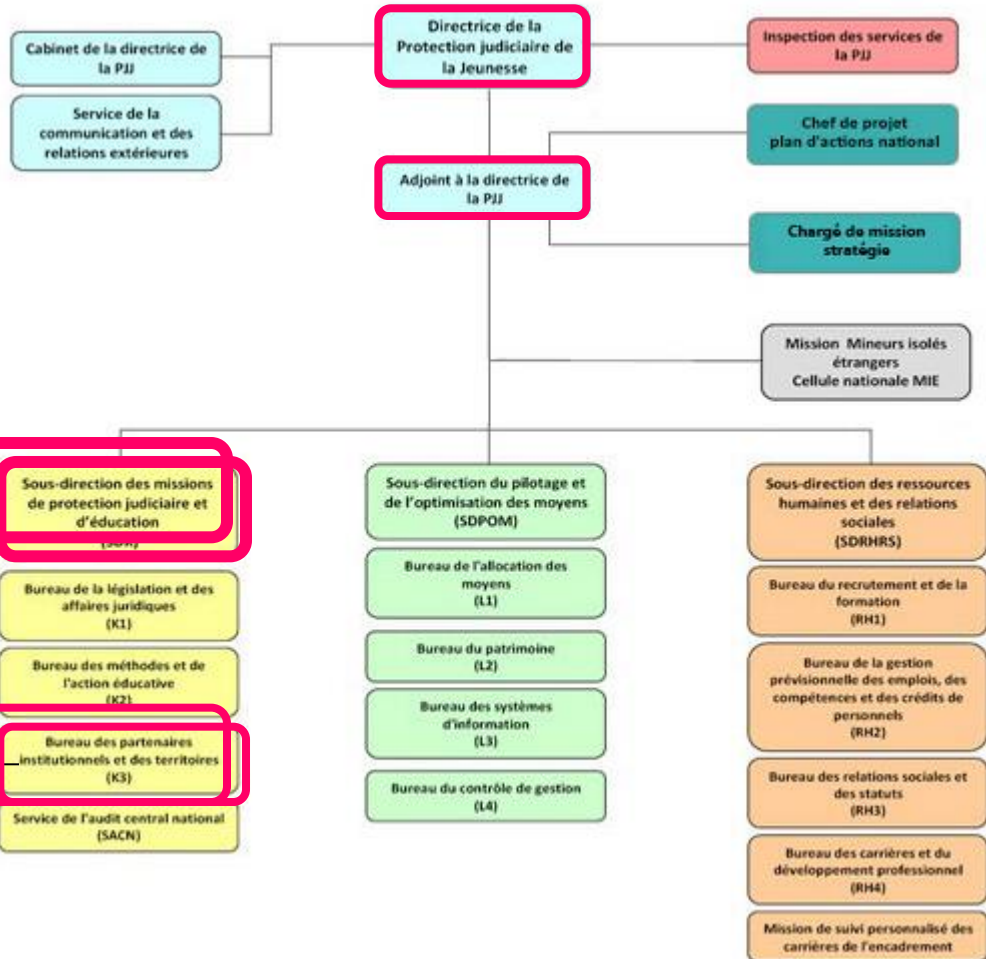 Directrice de la
Protection judiciaire de
la Jeunesse
Cabinet de la directrice de
la PJJ
Service de la
communication et des
relations extérieures
Inspection des services de
la PJJ
Chef de projet
plan d'actions national
Adjoint à la directrice de
la PJJ
Chargé de mission
stratégie
Mission Mineurs isolés
étrangers
Cellule nationale MIE
Sous-direction des missions
de protection judiciaire et
d'éducation
Bureau de la législation et des
affaires juridiques
(K1)
Bureau des méthodes et de
l'action éducative
(K2)
Bureau des partenaires
institutionnels et des territoires
(K3)
Service de l'audit central national
(SACN)
Sous-direction du pilotage et
de l'optimisation des moyens
(SDPOM)
Bureau de l'allocation des
moyens
(L1)
Bureau du patrimoine
(L2)
Bureau des systèmes
d'information
(L3)
Bureau du contrôle de gestion
(L4)
Sous-direction des ressources
humaines et des relations
sociales
(SDRHRS)
Bureau du recrutement et de la
formation
(RH1)
Bureau de la gestion
prévisionnelle des emplois, des
compétences et des crédits de
personnels
(RH2)
Bureau des relations sociales et
des statuts
(RH3)
Bureau des carrières et du
développement professionnel
(RH4)
Mission de suivi personnalisé des
carrières de l'encadrement